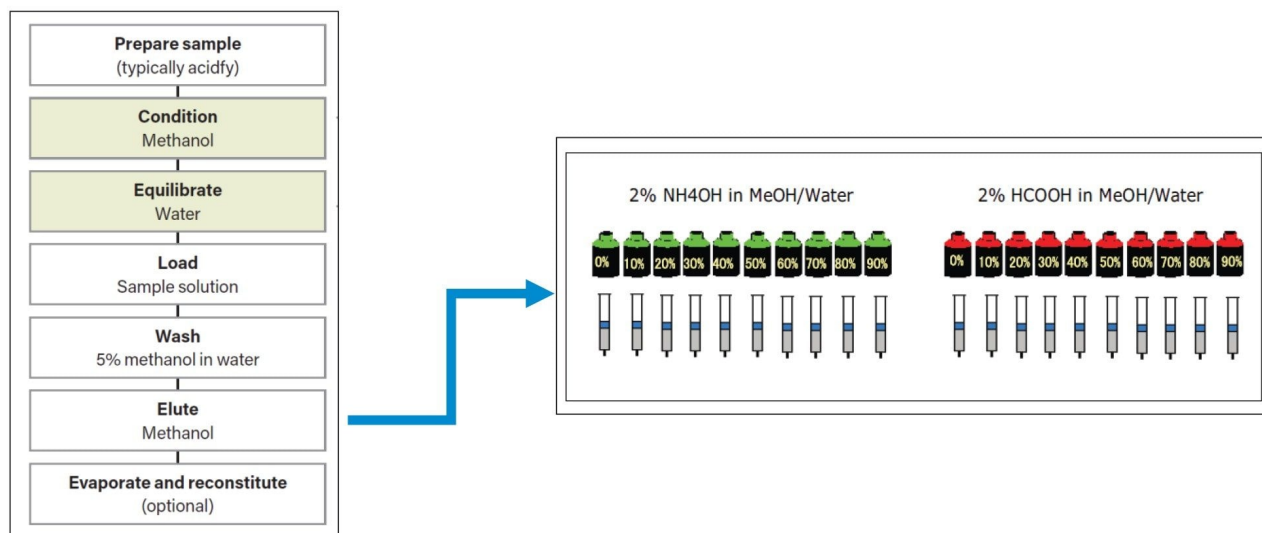 Prepare sample
(typically acidfy)
Condition
Methanol
Equilibrate
Water
Load
Sample solution
Wash
5% methanol in water
Elute
Methanol
Evaporate and reconstitute
(optional)
2% NH4OH in MeOH/Water
0% 10% 20% 30% 40% 50% 60% 70% 80% 90%
2% HCOOH in MeOH/Water
0% 10% 20% 30% 40% 50% 60% 70% 80% 90%